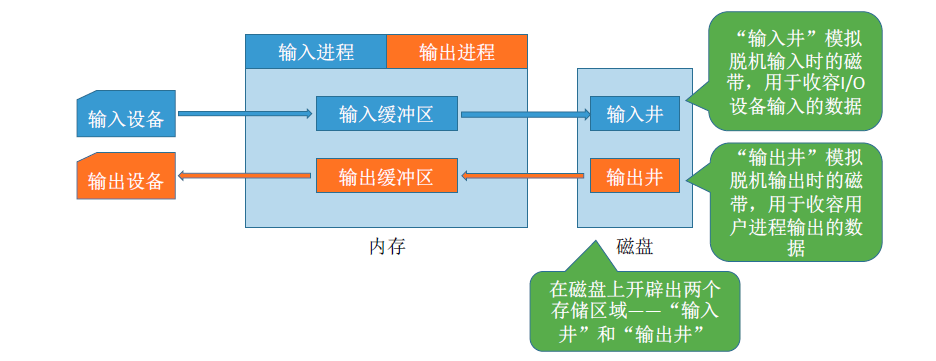 输入进程
输出进程
输入设备
输入缓冲区
输入井
输出设备
输出缓冲区
输出井
内存
磁盘
“输入井”模拟
脱机输入时的磁
带，用于收容I/O
设备输入的数据
“输出井”模拟
脱机输出时的磁
带，用于收容用
户进程输出的数
据
在磁盘上开辟出两个
存储区域——“输入
井”和“输出井”